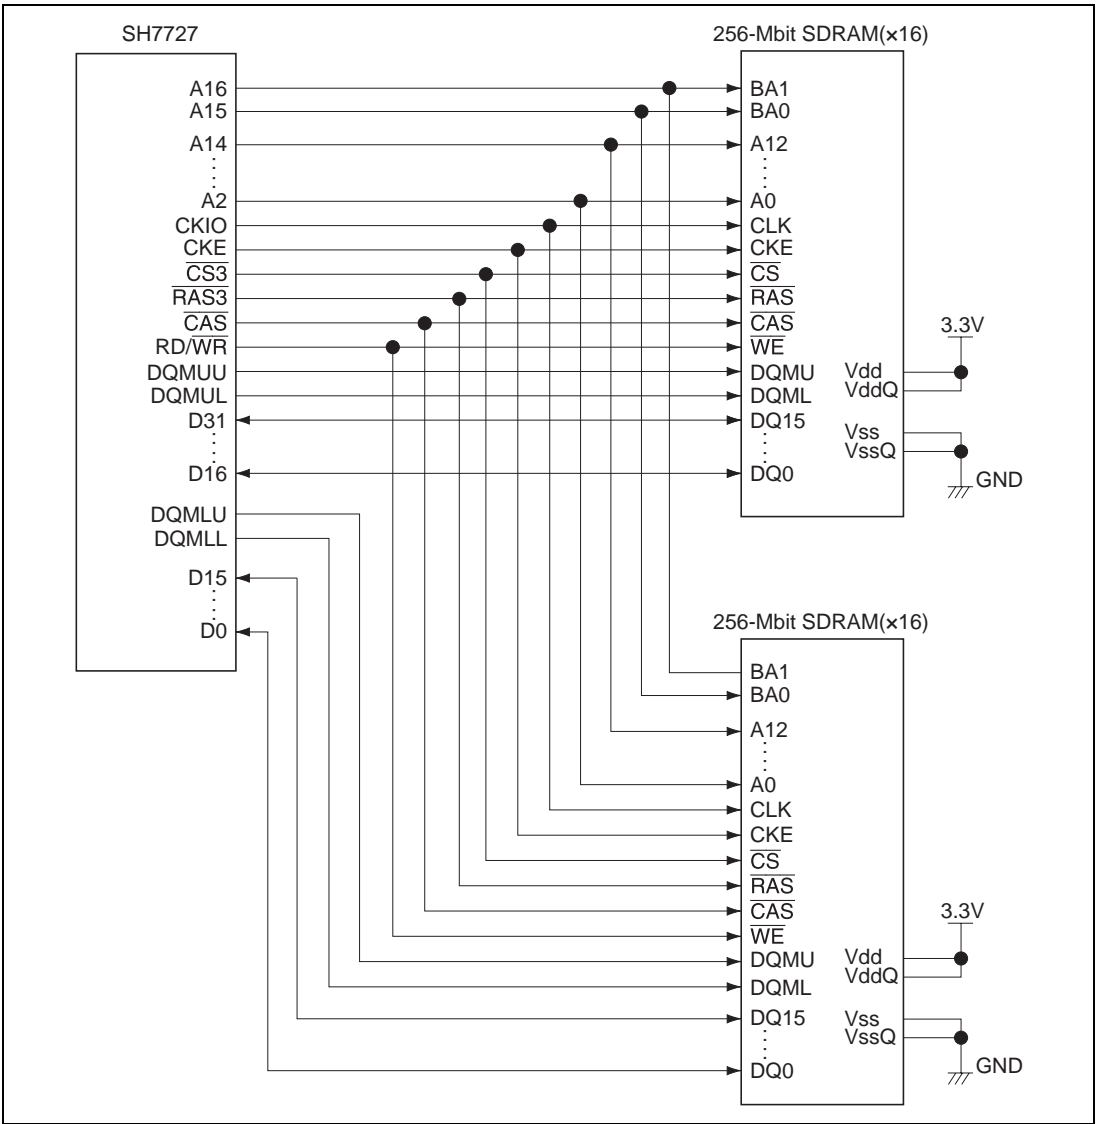 SH7727
A16
A15
A14
A2
CKIO
CKE
CS3
RAS3
CAS
RD/WR
DQMUU
DQMUL
D31
D16
DQMLU
DQMLL
D15
D0
256-Mbit SDRAM(×16)
BA1
BA0
A12
A0
CLK
CKE
CS
RAS
CAS
WE
DQMU
DQML
DQ15
DQ0
Vdd
VddQ
Vss
VssQ
3.3V
GND
256-Mbit SDRAM(×16)
BA1
BA0
A12
A0
CLK
CKE
CS
RAS
CAS
WE
DQMU
DQML
DQ15
DQ0
Vdd
VddQ
Vss
VssQ
3.3V
GND